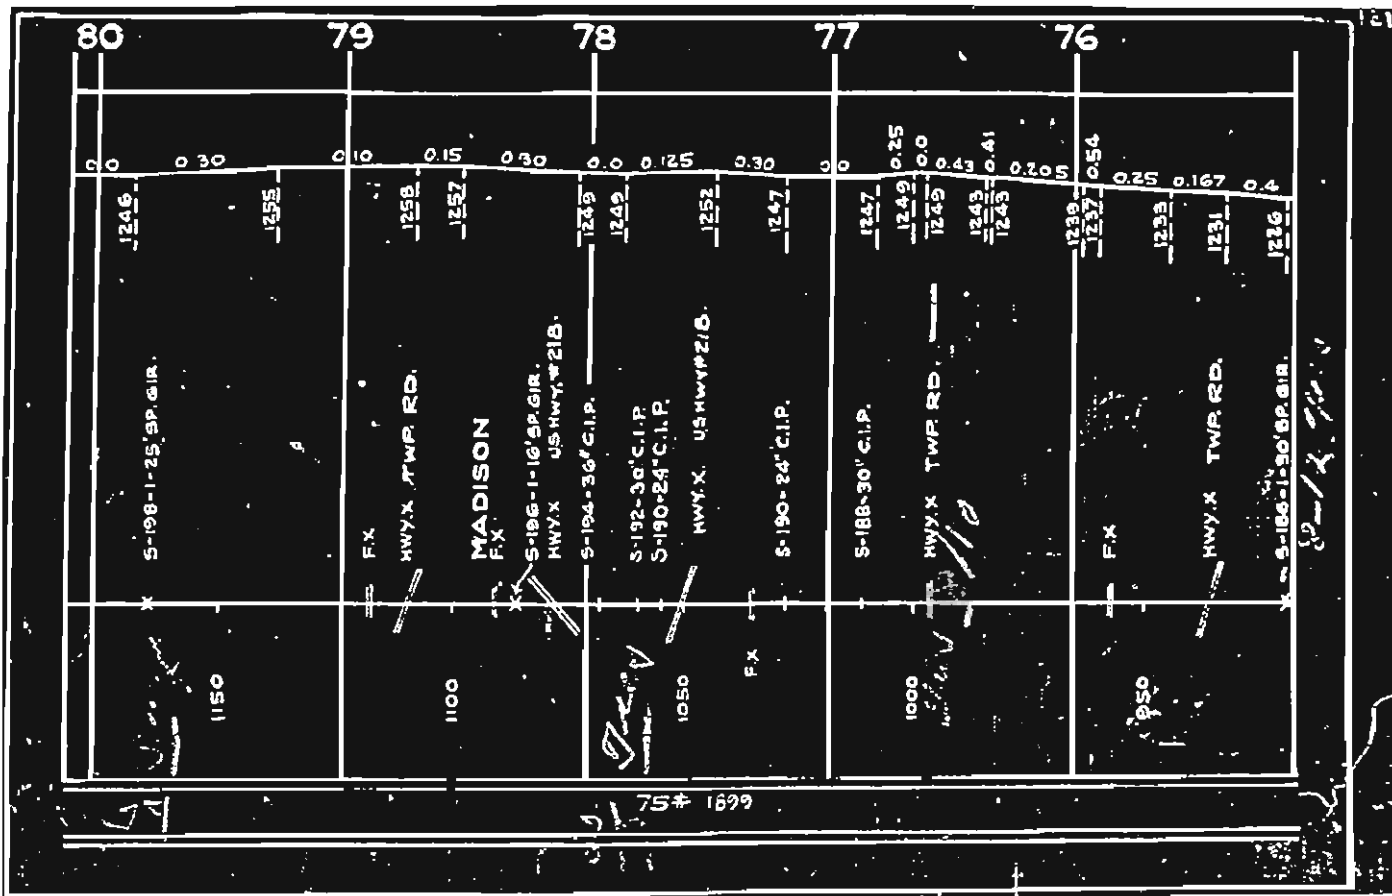 80 79 78 77 76
0.0 0.30 0.10 0.15 0.30 0.0 0.125 0.30 0.0 0.25 0.0 0.43 0.41 0.205 0.54 0.25 0.167 0.4
1246 1255 1258 1257 1249 1249 1252 1247 1247 1249 1249 1243 1243 1238 1237 1233 1231 1226
S-198-1-25' SP. GIR.
F.X
HWY.X TWP. RD.
MADISON
F.X
S-196-1-16' SP. GIR.
HWY.X US HWY. #218.
S-194-36" C.I.P.
S-192-30" C.I.P.
S-190-24" C.I.P.
HWY.X. US HWY #218.
F.X
S-190-24" C.I.P.
S-188-30" C.I.P.
HWY.X TWP. RD.
F.X
HWY.X TWP. RD.
S-186-1-30' SP. GIR.
1150 1100 1050 1000 950
75# 1899